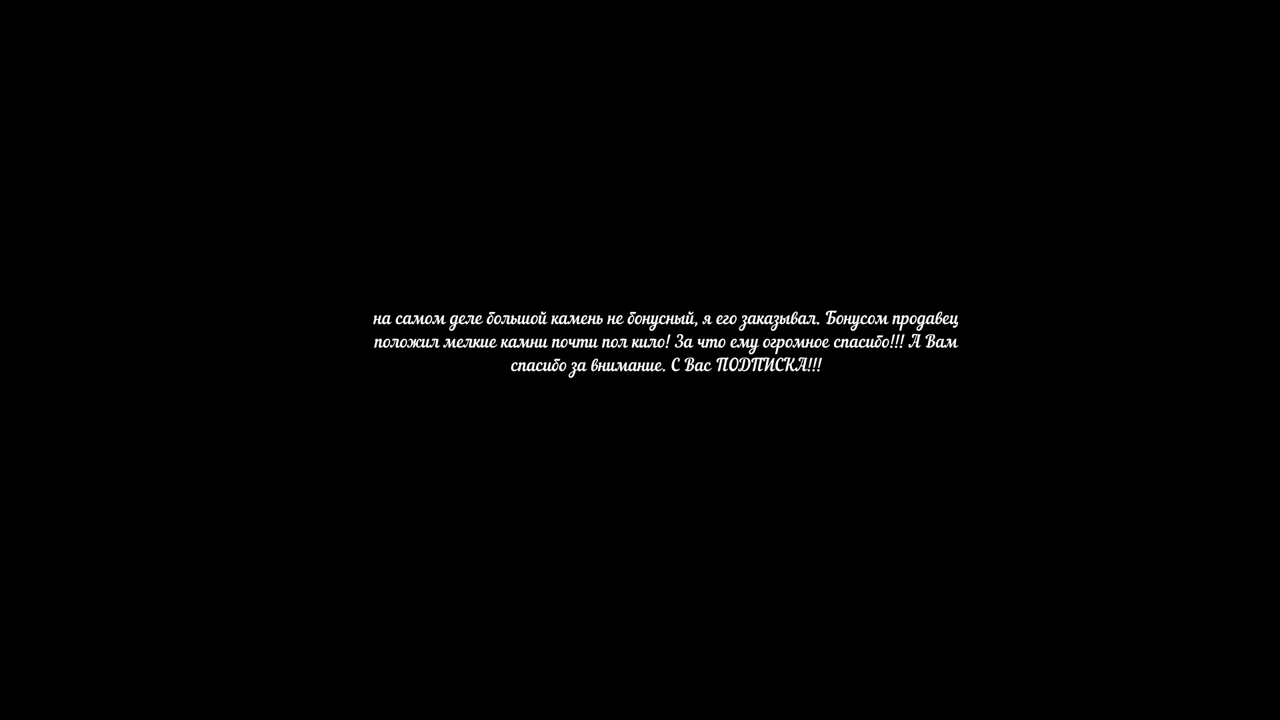 на самом деле большой камень не бонусный, я его заказывал. Бонусом продавец
положил мелкие камни почти пол кило! За что ему огромное спасибо!!! А Вам
спасибо за внимание. С Вас ПОДПИСКА!!!